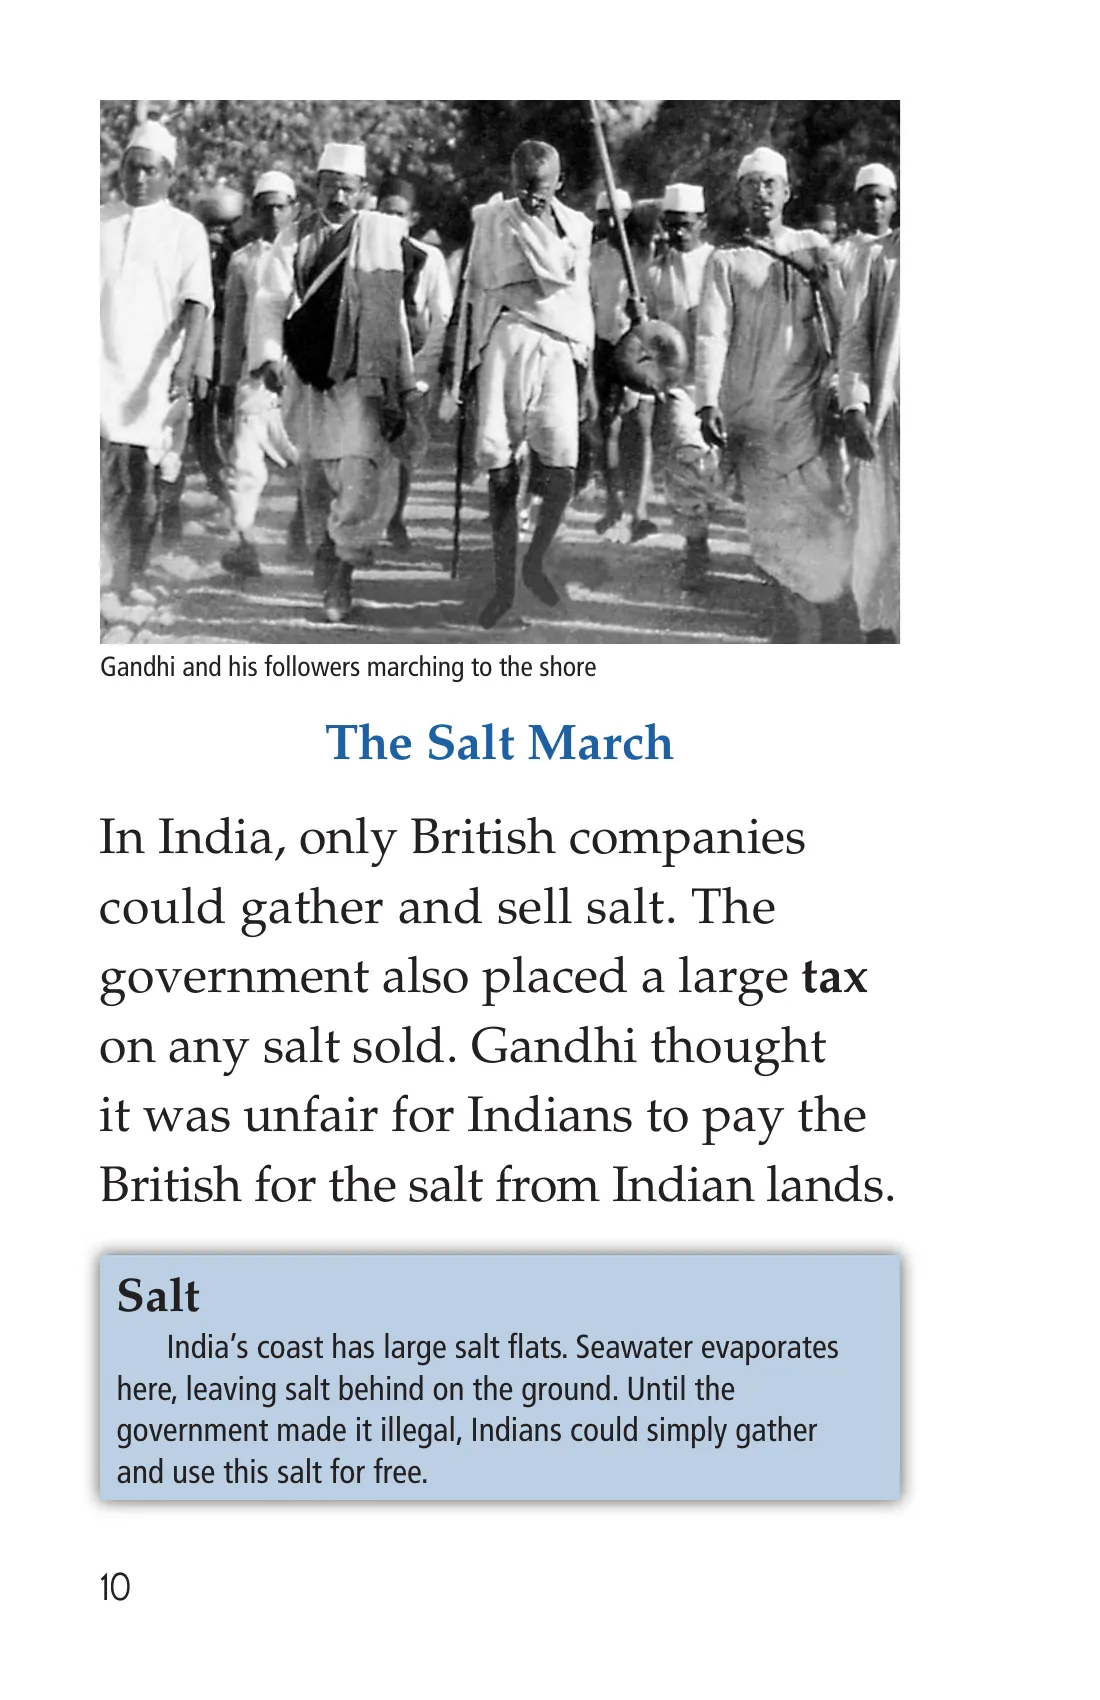 Gandhi and his followers marching to the shore
The Salt March
In India, only British companies
could gather and sell salt. The
government also placed a large tax
on any salt sold. Gandhi thought
it was unfair for Indians to pay the
British for the salt from Indian lands.
Salt
India’s coast has large salt flats. Seawater evaporates
here, leaving salt behind on the ground. Until the
government made it illegal, Indians could simply gather
and use this salt for free.
10